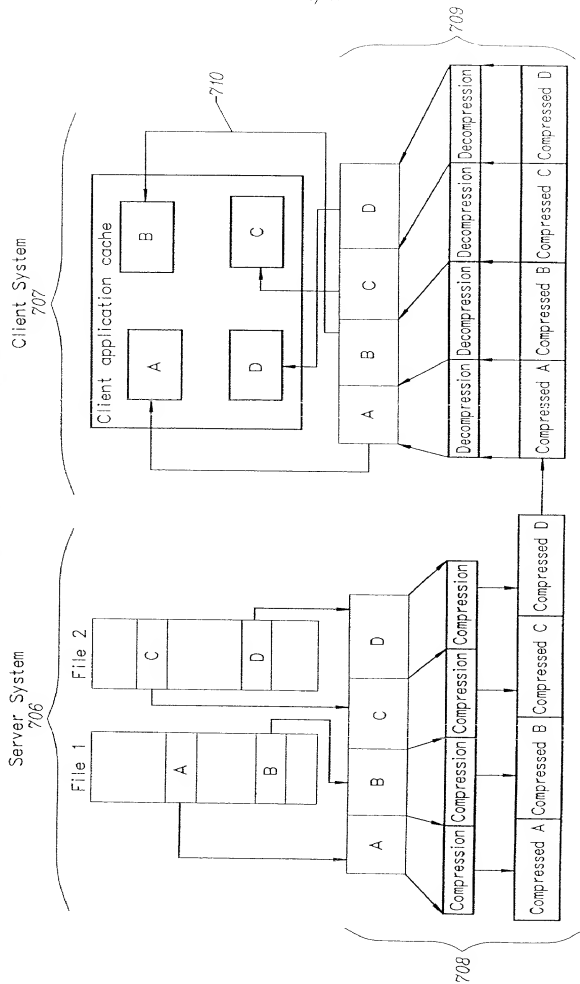 Server System
706
File 1
File 2
A
B
C
D
A
B
C
D
Compression
Compression
Compression
Compression
Compressed A
Compressed B
Compressed C
Compressed D
708
Client System
707
Client application cache
A
B
D
C
710
A
B
C
D
Decompression
Decompression
Decompression
Decompression
Compressed A
Compressed B
Compressed C
Compressed D
709